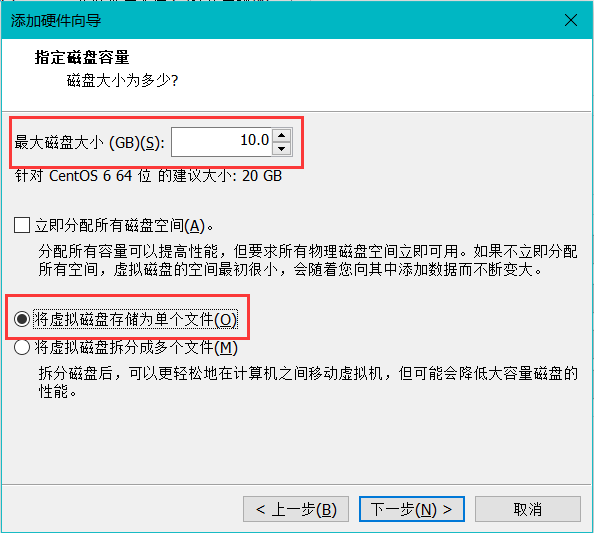 添加硬件向导
指定磁盘容量
磁盘大小为多少?
最大磁盘大小 (GB)(S): 10.0
针对 CentOS 6 64 位 的建议大小: 20 GB
立即分配所有磁盘空间(A)。
分配所有容量可以提高性能，但要求所有物理磁盘空间立即可用。如果不立即分配
所有空间，虚拟磁盘的空间最初很小，会随着您向其中添加数据而不断变大。
将虚拟磁盘存储为单个文件(O)
将虚拟磁盘拆分成多个文件(M)
拆分磁盘后，可以更轻松地在计算机之间移动虚拟机，但可能会降低大容量磁盘的
性能。
< 上一步(B) 下一步(N) > 取消